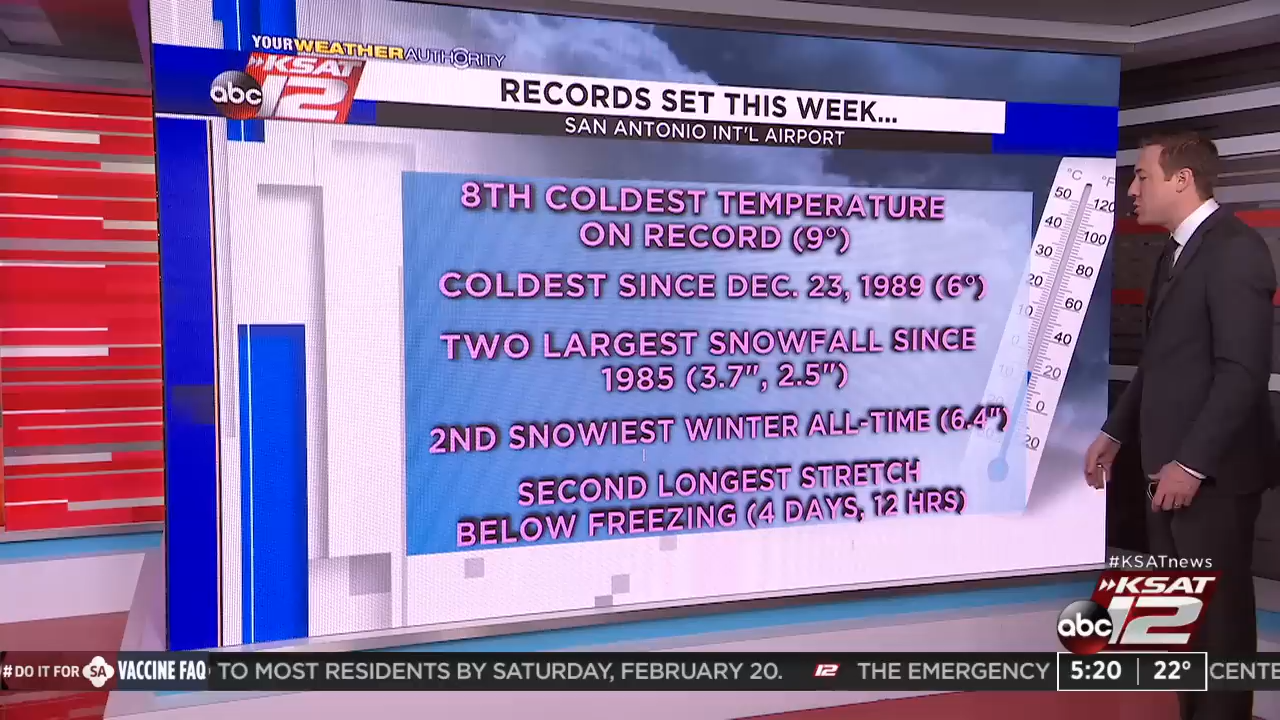 YOUR WEATHER AUTHORITY
KSAT
abc 12
RECORDS SET THIS WEEK...
SAN ANTONIO INT'L AIRPORT
8TH COLDEST TEMPERATURE
ON RECORD (9°)
COLDEST SINCE DEC. 23, 1989 (6°)
TWO LARGEST SNOWFALL SINCE
1985 (3.7", 2.5")
2ND SNOWIEST WINTER ALL-TIME (6.4")
SECOND LONGEST STRETCH
BELOW FREEZING (4 DAYS, 12 HRS)
°C °F
50 120
40 100
30 80
20 60
10 40
0 20
10 0
20 20
#KSATnews
KSAT
abc 12
#DO IT FOR SA VACCINE FAQ TO MOST RESIDENTS BY SATURDAY, FEBRUARY 20. 12 THE EMERGENCY 5:20 22° CENTE